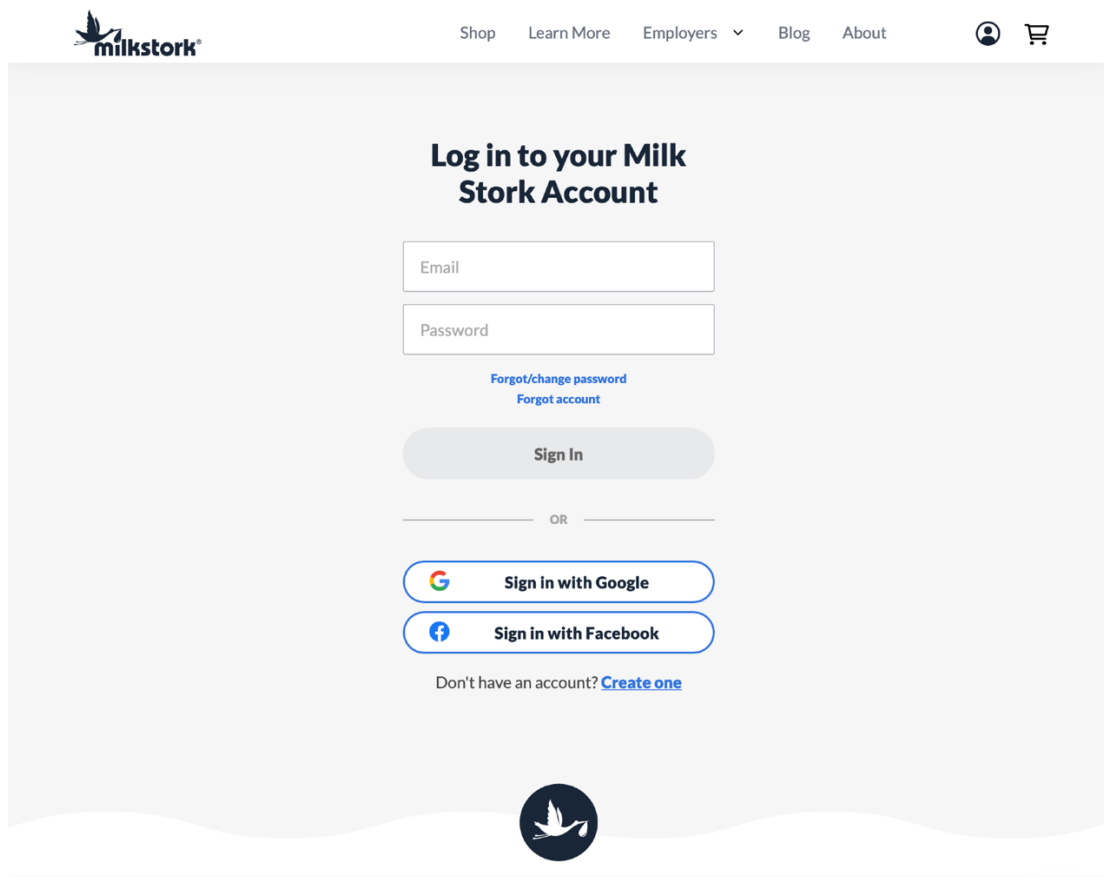 milkstork®
Shop Learn More Employers Blog About
Log in to your Milk
Stork Account
Email
Password
Forgot/change password
Forgot account
Sign In
OR
Sign in with Google
Sign in with Facebook
Don't have an account? Create one